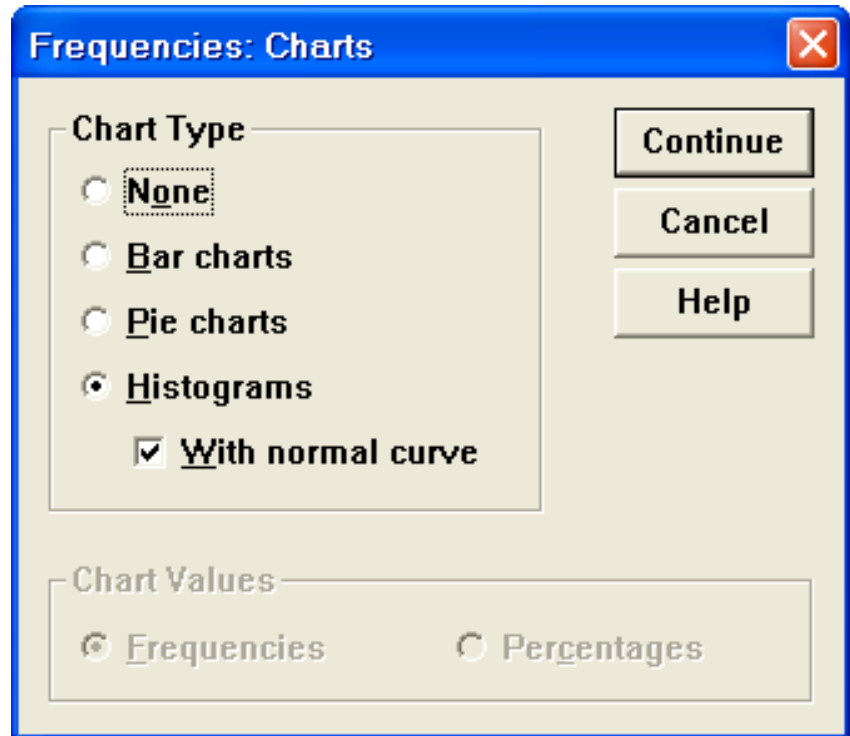 Frequencies: Charts
Chart Type
None
Bar charts
Pie charts
Histograms
With normal curve
Continue
Cancel
Help
Chart Values
Frequencies Percentages